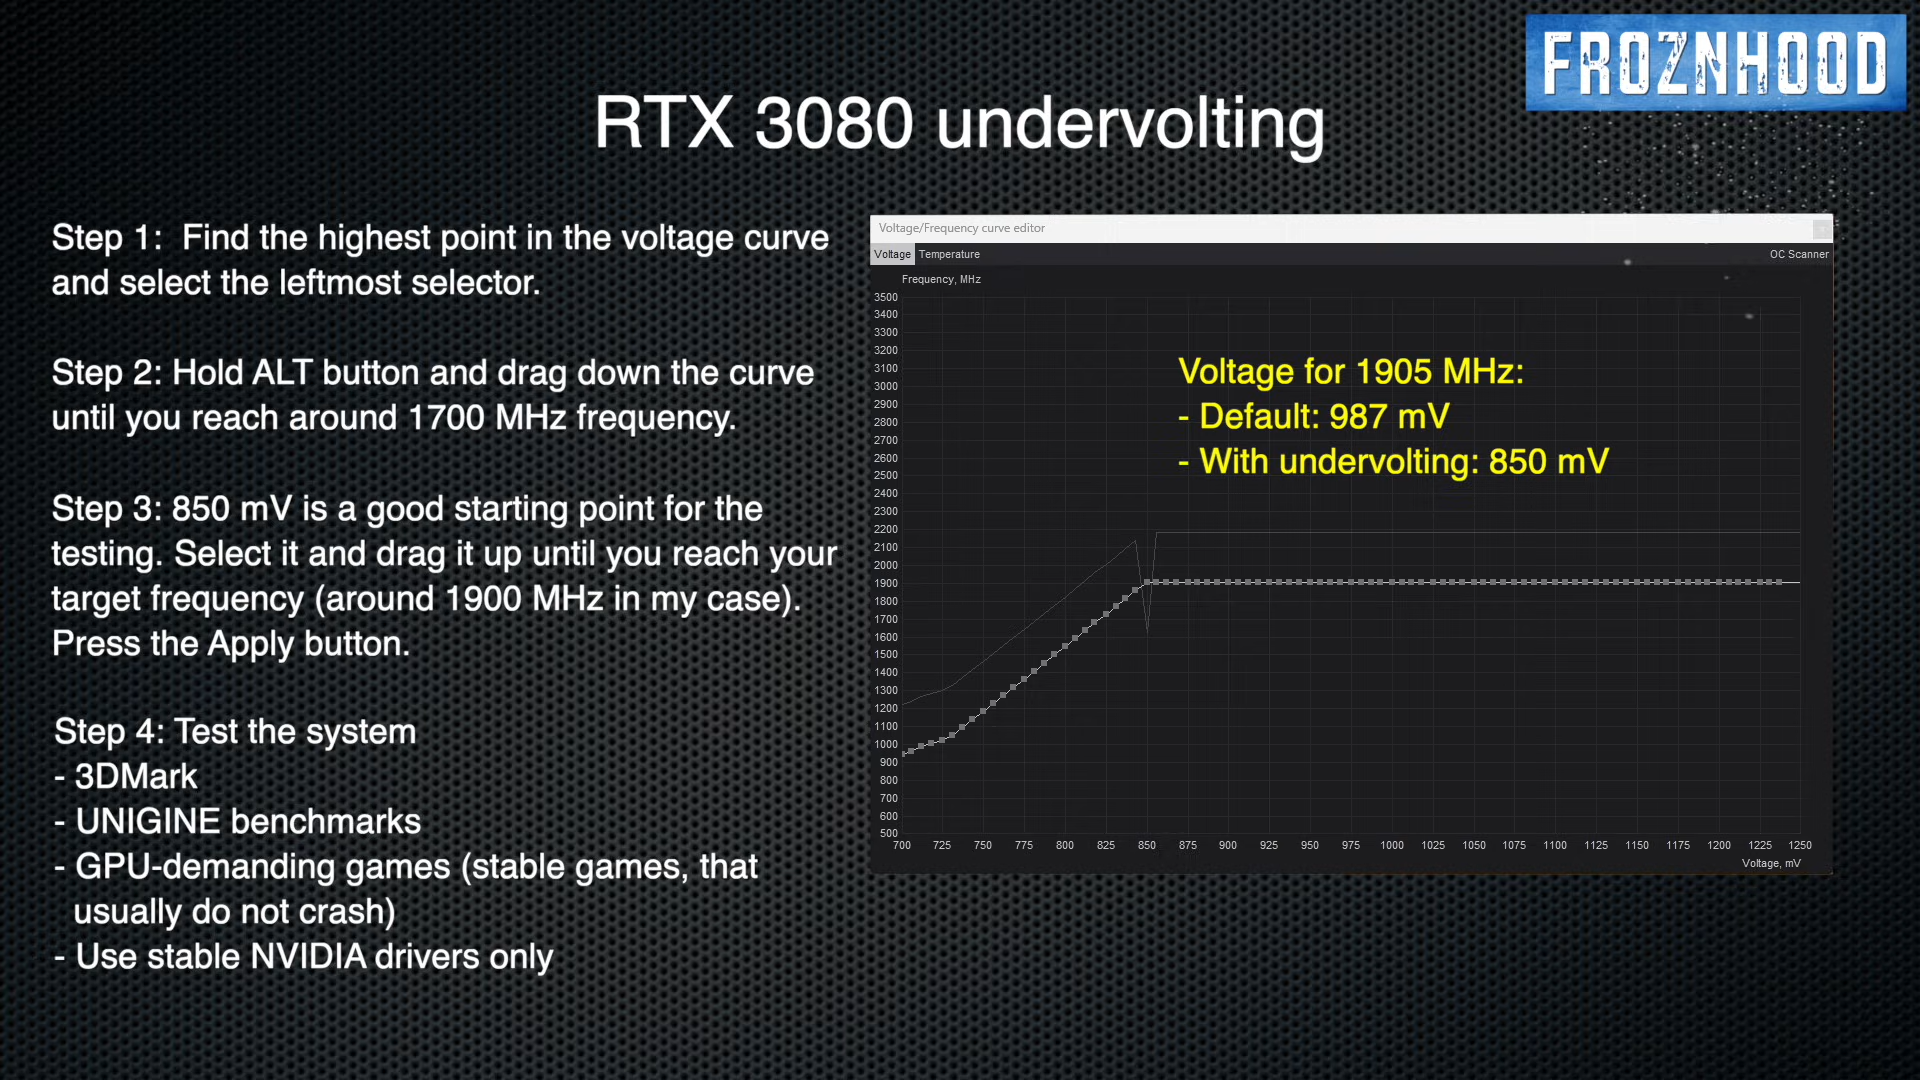 FROZNHOOD
RTX 3080 undervolting
Step 1:  Find the highest point in the voltage curve
and select the leftmost selector.
Step 2: Hold ALT button and drag down the curve
until you reach around 1700 MHz frequency.
Step 3: 850 mV is a good starting point for the
testing. Select it and drag it up until you reach your
target frequency (around 1900 MHz in my case).
Press the Apply button.
Step 4: Test the system
- 3DMark
- UNIGINE benchmarks
- GPU-demanding games (stable games, that
usually do not crash)
- Use stable NVIDIA drivers only
Voltage/Frequency curve editor
Voltage Temperature OC Scanner
Frequency, MHz
3500
3400
3300
3200
3100
3000
2900
2800
2700
2600
2500
2400
2300
2200
2100
2000
1900
1800
1700
1600
1500
1400
1300
1200
1100
1000
900
800
700
600
500
Voltage for 1905 MHz:
- Default: 987 mV
- With undervolting: 850 mV
700 725 750 775 800 825 850 875 900 925 950 975 1000 1025 1050 1075 1100 1125 1150 1175 1200 1225 1250
Voltage, mV